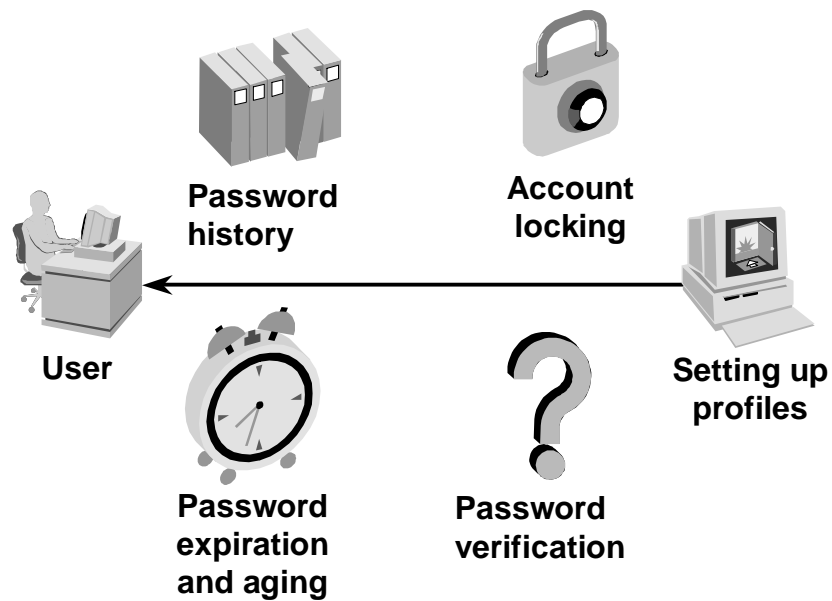 Password
history
Account
locking
User
Setting up
profiles
Password
expiration
and aging
Password
verification